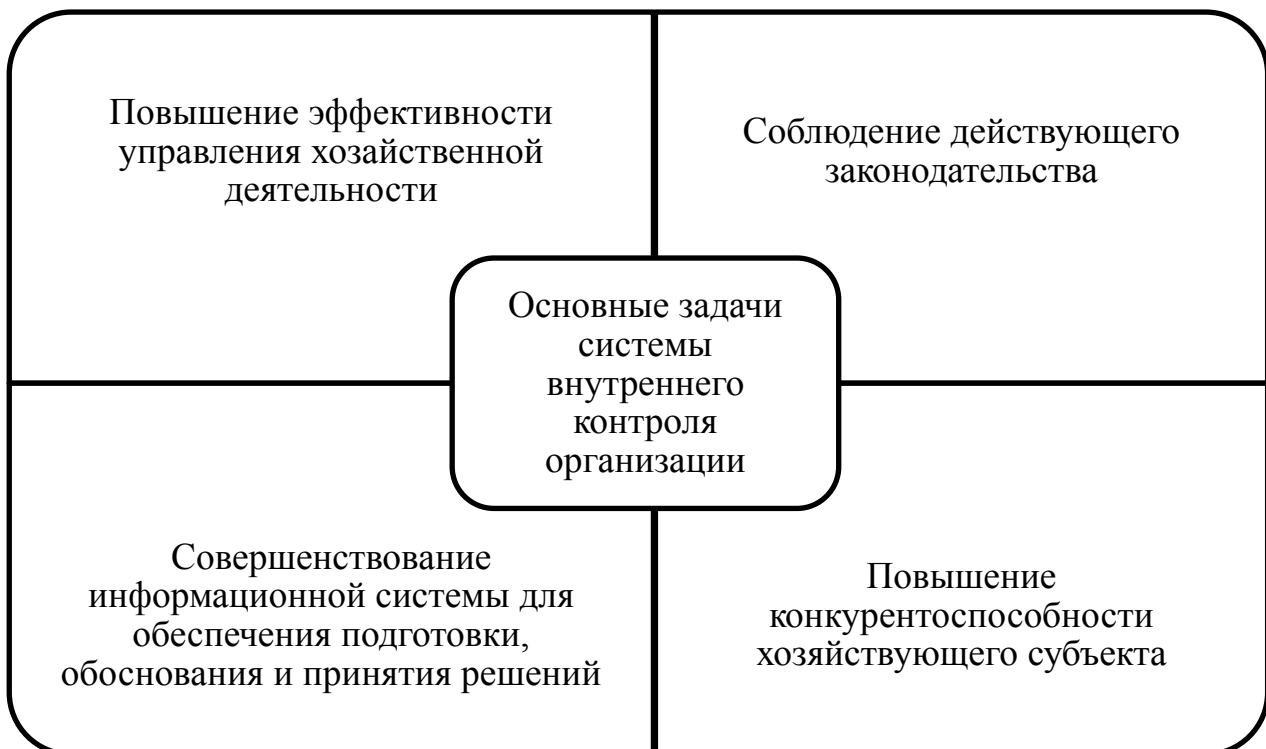 Повышение эффективности
управления хозайственной
деятельности
Соблюдение действующего
законодательства
Основные задачи
системы
внутреннего
контроля
организации
Совершенствование
информационной системы для
обеспечения подготовки,
обоснования и принятия решений
Повышение
конкурентоспособности
хозяйствующего субъекта